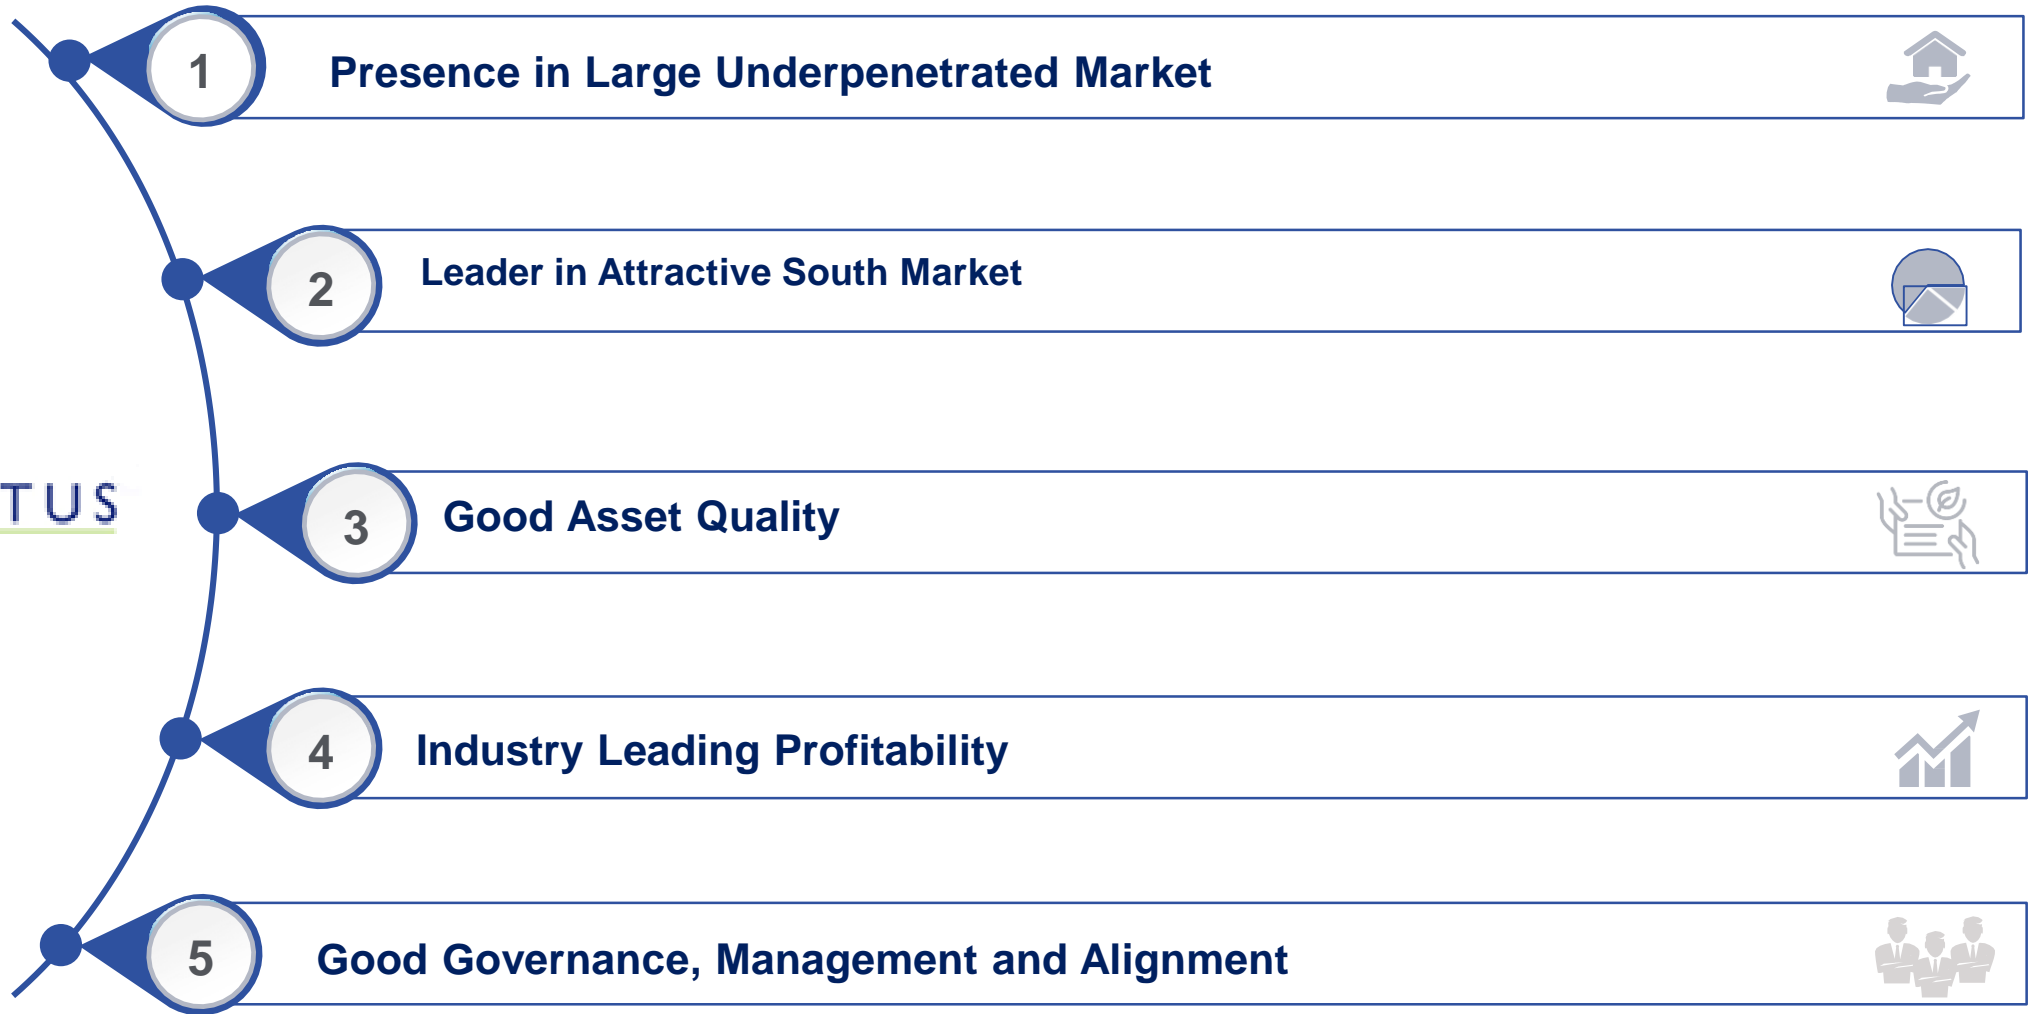 1
Presence in Large Underpenetrated Market
2
Leader in Attractive South Market
TUS
3
Good Asset Quality
4
Industry Leading Profitability
5
Good Governance, Management and Alignment